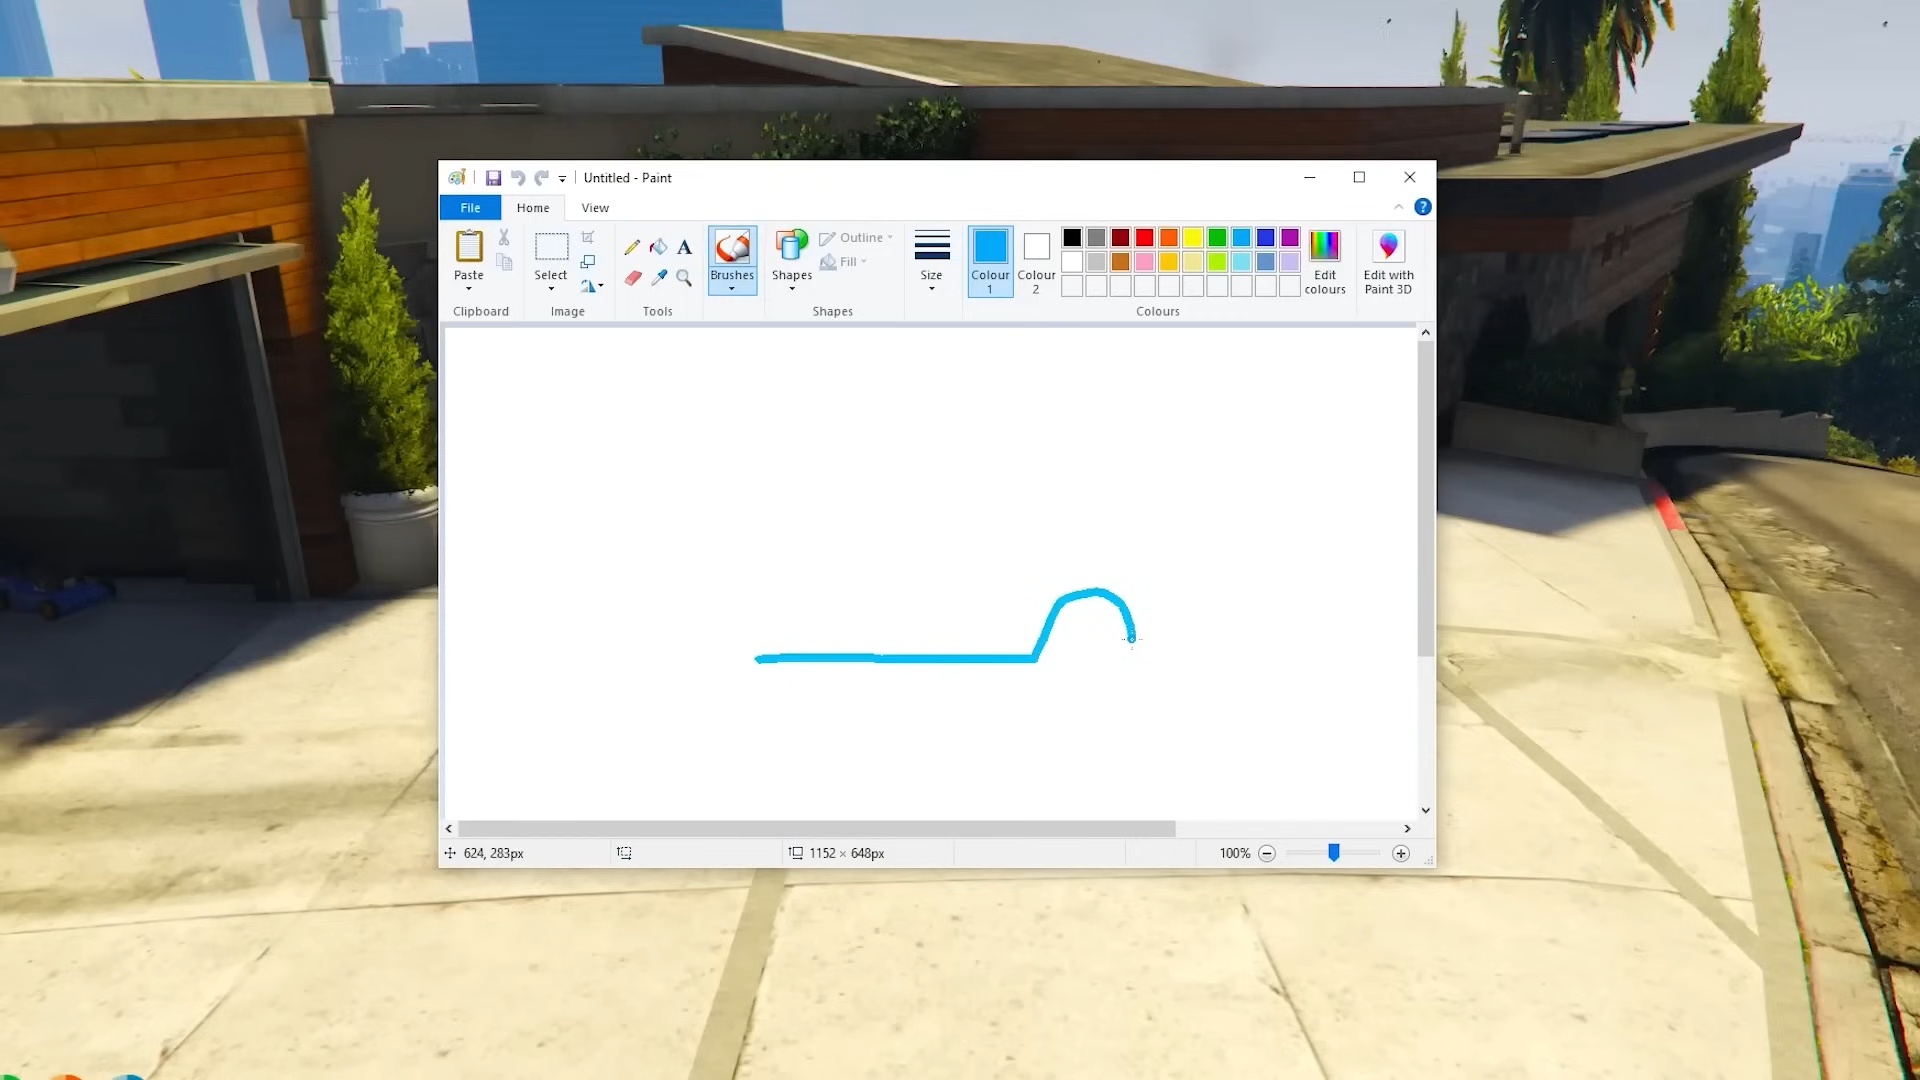 Untitled - Paint
File Home View
Paste
Select
A
Brushes
Shapes
Outline
Fill
Size
Colour 1
Colour 2
Edit colours
Edit with Paint 3D
Clipboard
Image
Tools
Shapes
Colours
624, 283px
1152 × 648px
100%